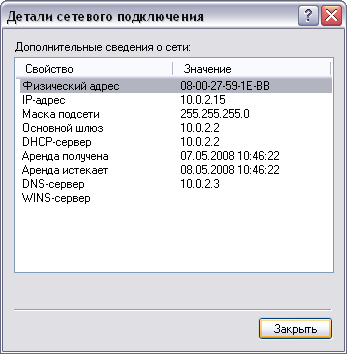 Детали сетевого подключения
Дополнительные сведения о сети:
Свойство Значение
Физический адрес 08-00-27-59-1E-BB
IP-адрес 10.0.2.15
Маска подсети 255.255.255.0
Основной шлюз 10.0.2.2
DHCP-сервер 10.0.2.2
Аренда получена 07.05.2008 10:46:22
Аренда истекает 08.05.2008 10:46:22
DNS-сервер 10.0.2.3
WINS-сервер
Закрыть